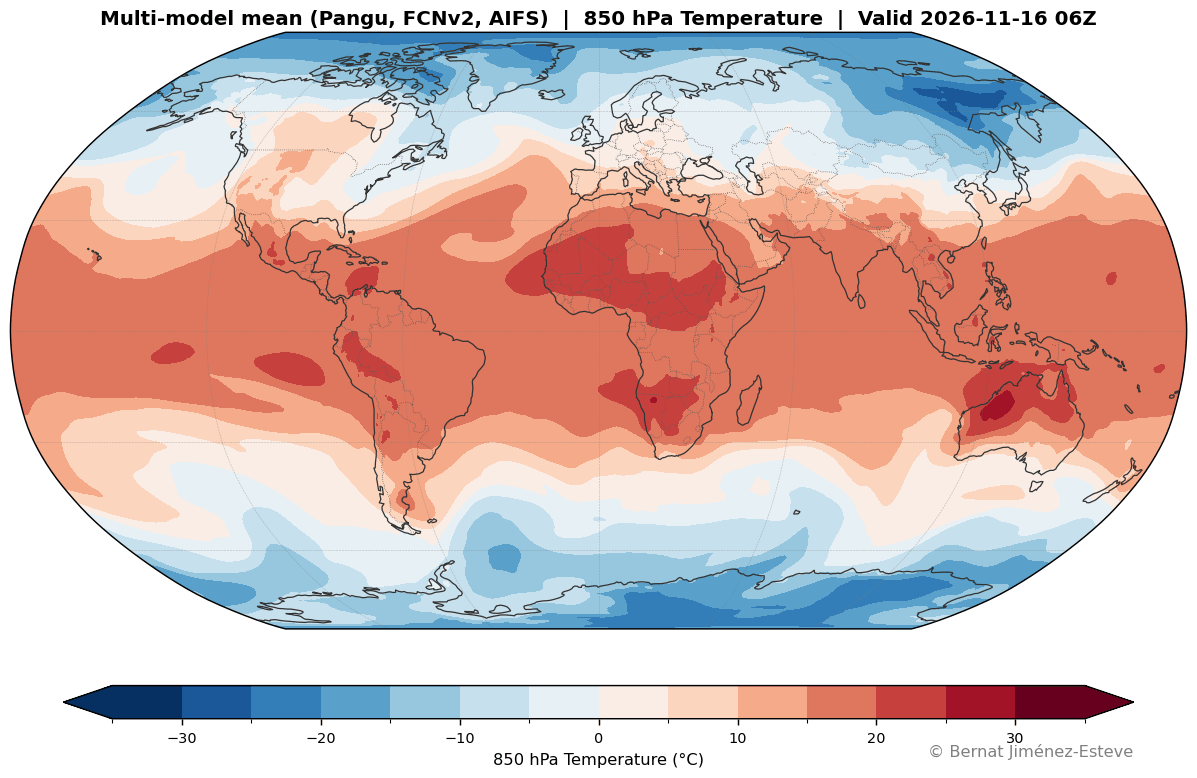 Multi-model mean (Pangu, FCNv2, AIFS)  |  850 hPa Temperature  |  Valid 2026-11-16 06Z
−30 −20 −10 0 10 20 30
850 hPa Temperature (°C)
© Bernat Jiménez-Esteve